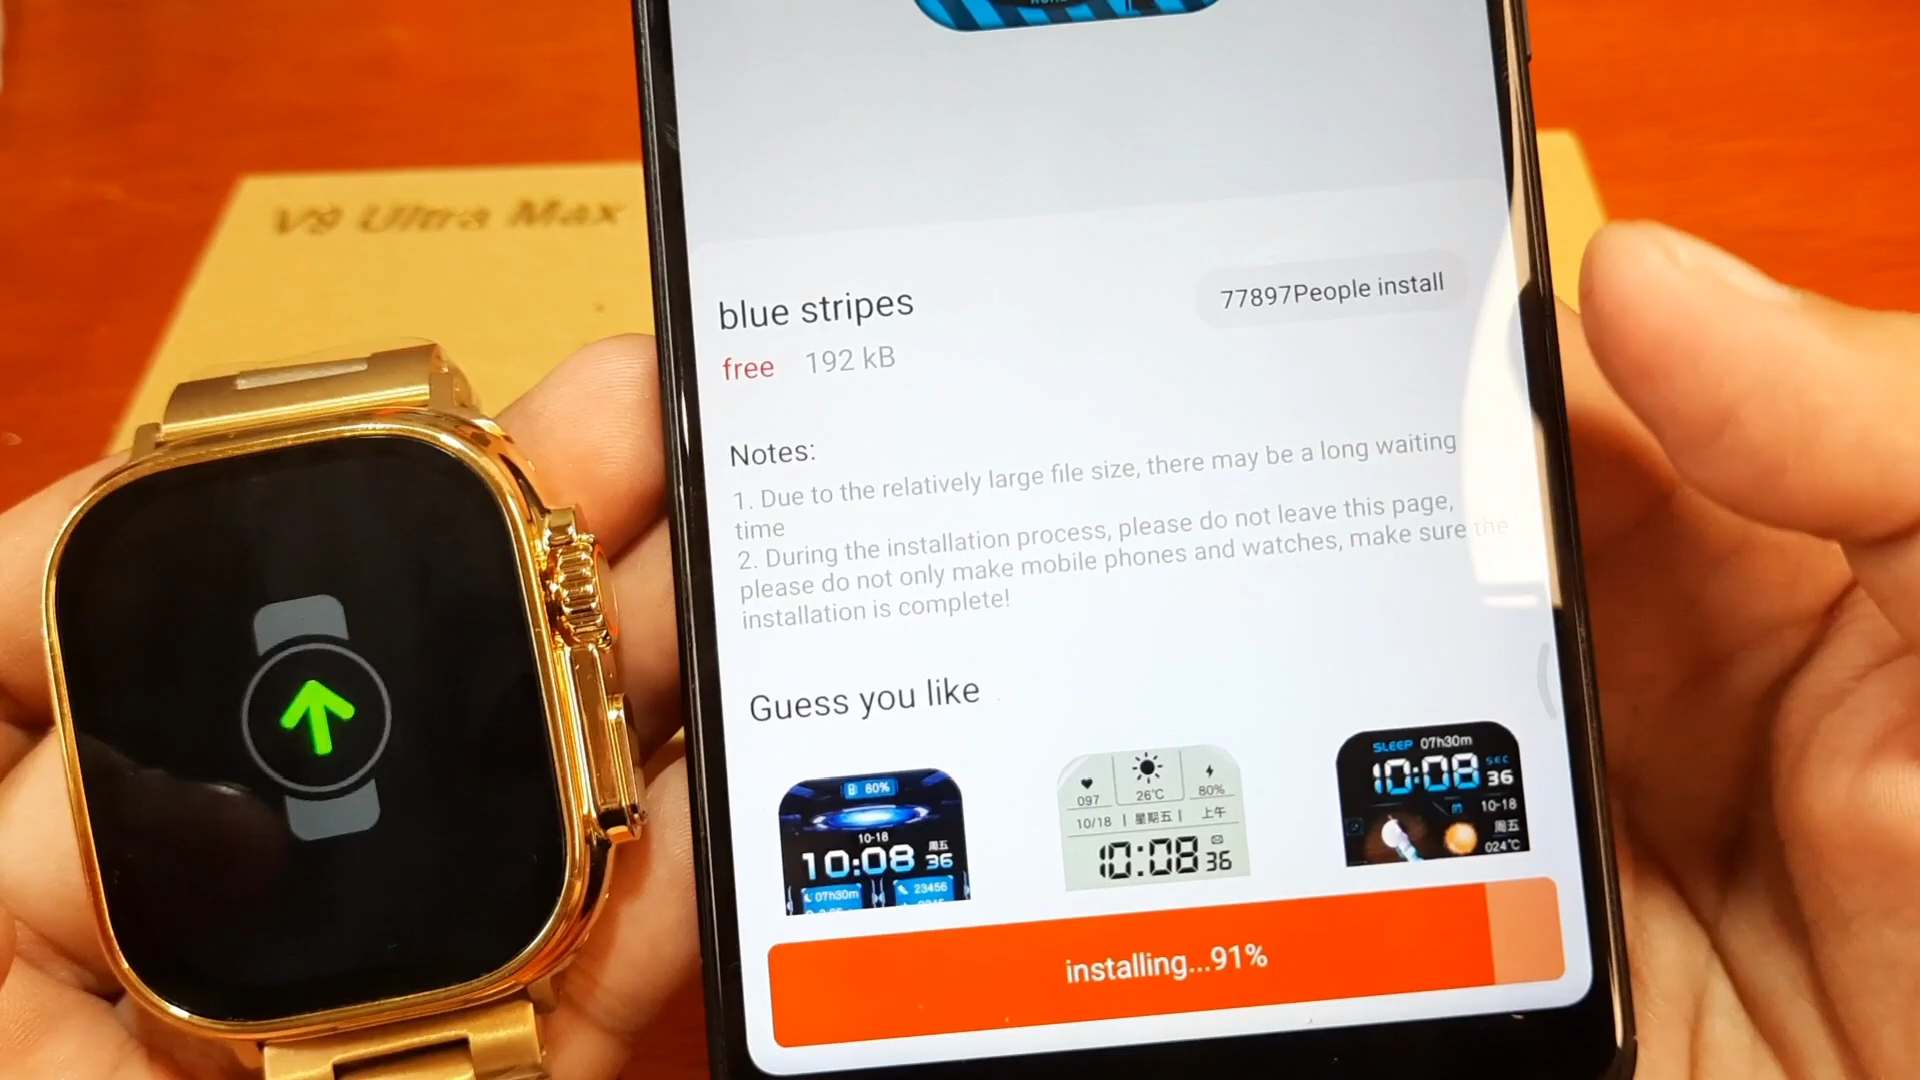 V9 Ultra Max
blue stripes
77897People install
free 192 kB
Notes:
1. Due to the relatively large file size, there may be a long waiting
time
2. During the installation process, please do not leave this page,
please do not only make mobile phones and watches, make sure the
installation is complete!
Guess you like
80%
10-18
10:08 周五 36
07h30m 23456
097 26℃ 80%
10/18 | 星期五 | 上午
10:08 36
SLEEP 07h30m
10:08 SEC 36
10-18
周五
024℃
installing...91%